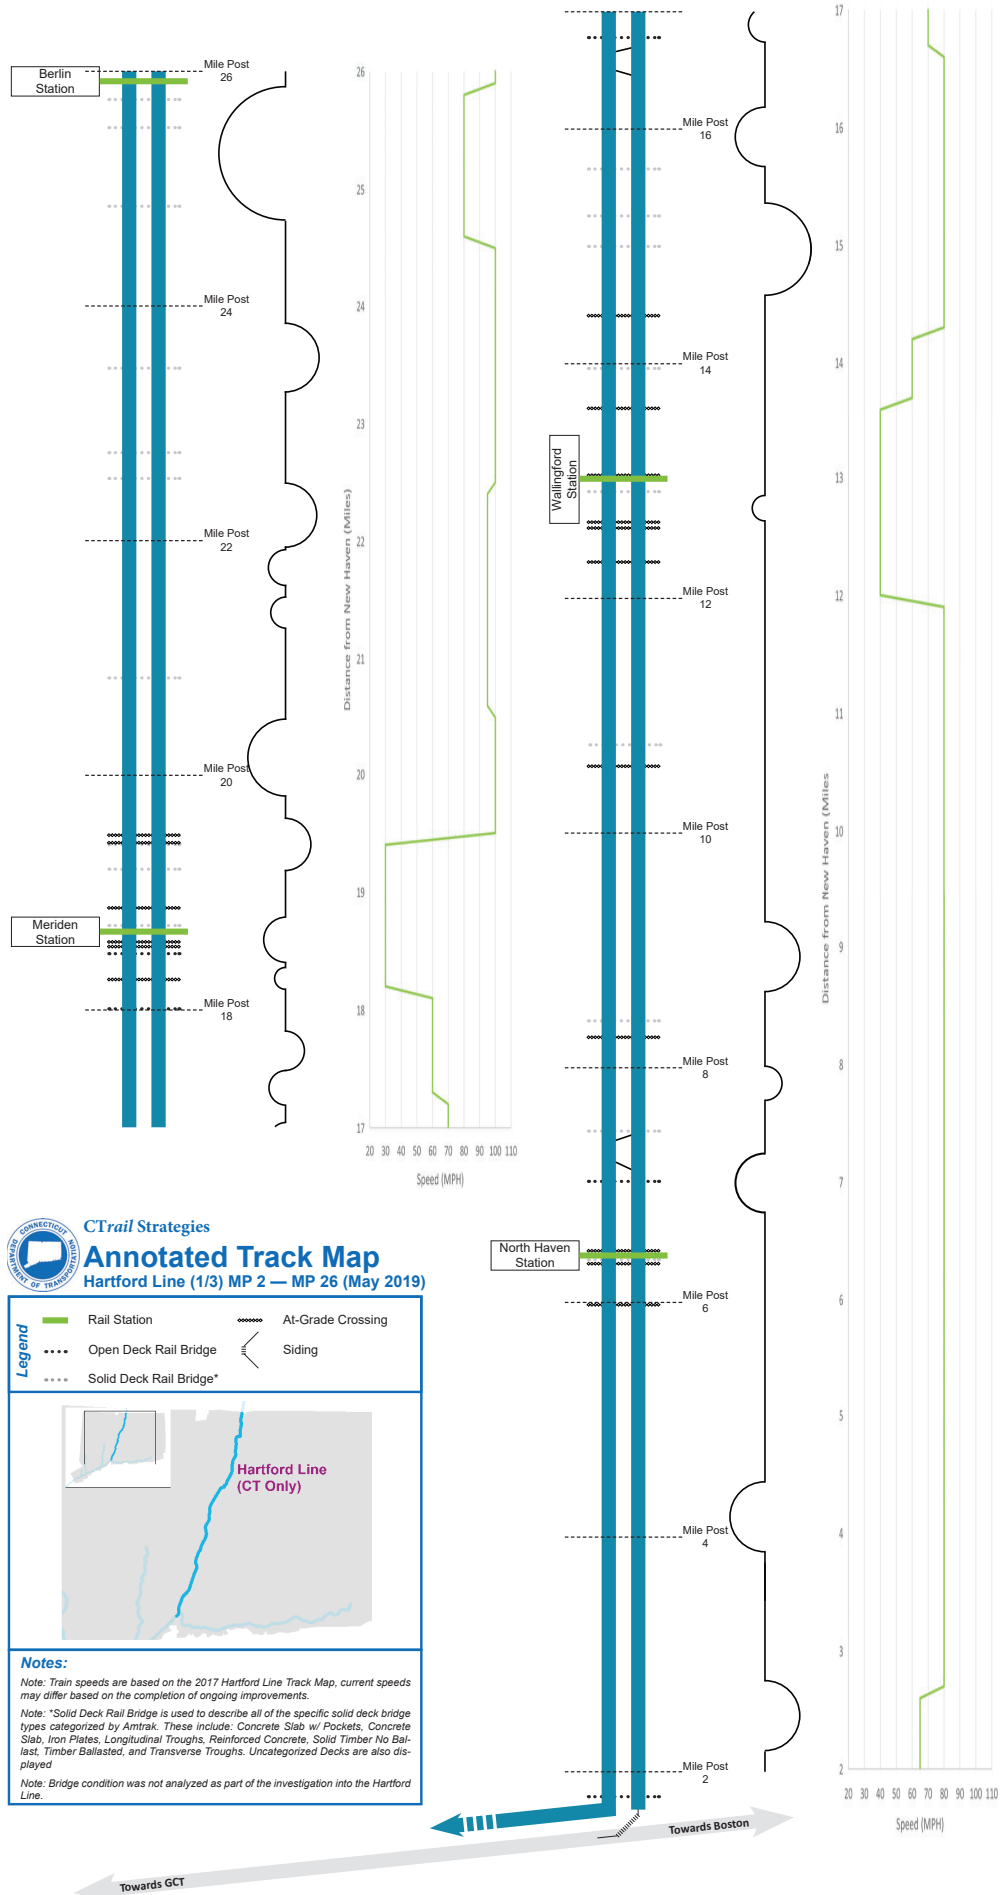 Berlin
Station
Mile Post
26
Mile Post
24
Mile Post
22
Mile Post
20
Meriden
Station
Mile Post
18
26
25
24
23
22
21
20
19
18
17
Distance from New Haven (Miles)
20 30 40 50 60 70 80 90 100 110
Speed (MPH)
Mile Post
16
Mile Post
14
Wallingford
Station
Mile Post
12
Mile Post
10
Mile Post
8
North Haven
Station
Mile Post
6
Mile Post
4
Mile Post
2
17
16
15
14
13
12
11
10
9
8
7
6
5
4
3
2
Distance from New Haven (Miles
20 30 40 50 60 70 80 90 100 110
Speed (MPH)
Towards Boston
Towards GCT
CONNECTICUT
DEPARTMENT OF TRANSPORTATION
CTrail Strategies
Annotated Track Map
Hartford Line (1/3) MP 2 — MP 26 (May 2019)
Legend
Rail Station
At-Grade Crossing
Open Deck Rail Bridge
Siding
Solid Deck Rail Bridge*
Hartford Line
(CT Only)
Notes:
Note: Train speeds are based on the 2017 Hartford Line Track Map, current speeds
may differ based on the completion of ongoing improvements.
Note: *Solid Deck Rail Bridge is used to describe all of the specific solid deck bridge
types categorized by Amtrak. These include: Concrete Slab w/ Pockets, Concrete
Slab, Iron Plates, Longitudinal Troughs, Reinforced Concrete, Solid Timber No Bal-
last, Timber Ballasted, and Transverse Troughs. Uncategorized Decks are also dis-
played
Note: Bridge condition was not analyzed as part of the investigation into the Hartford
Line.